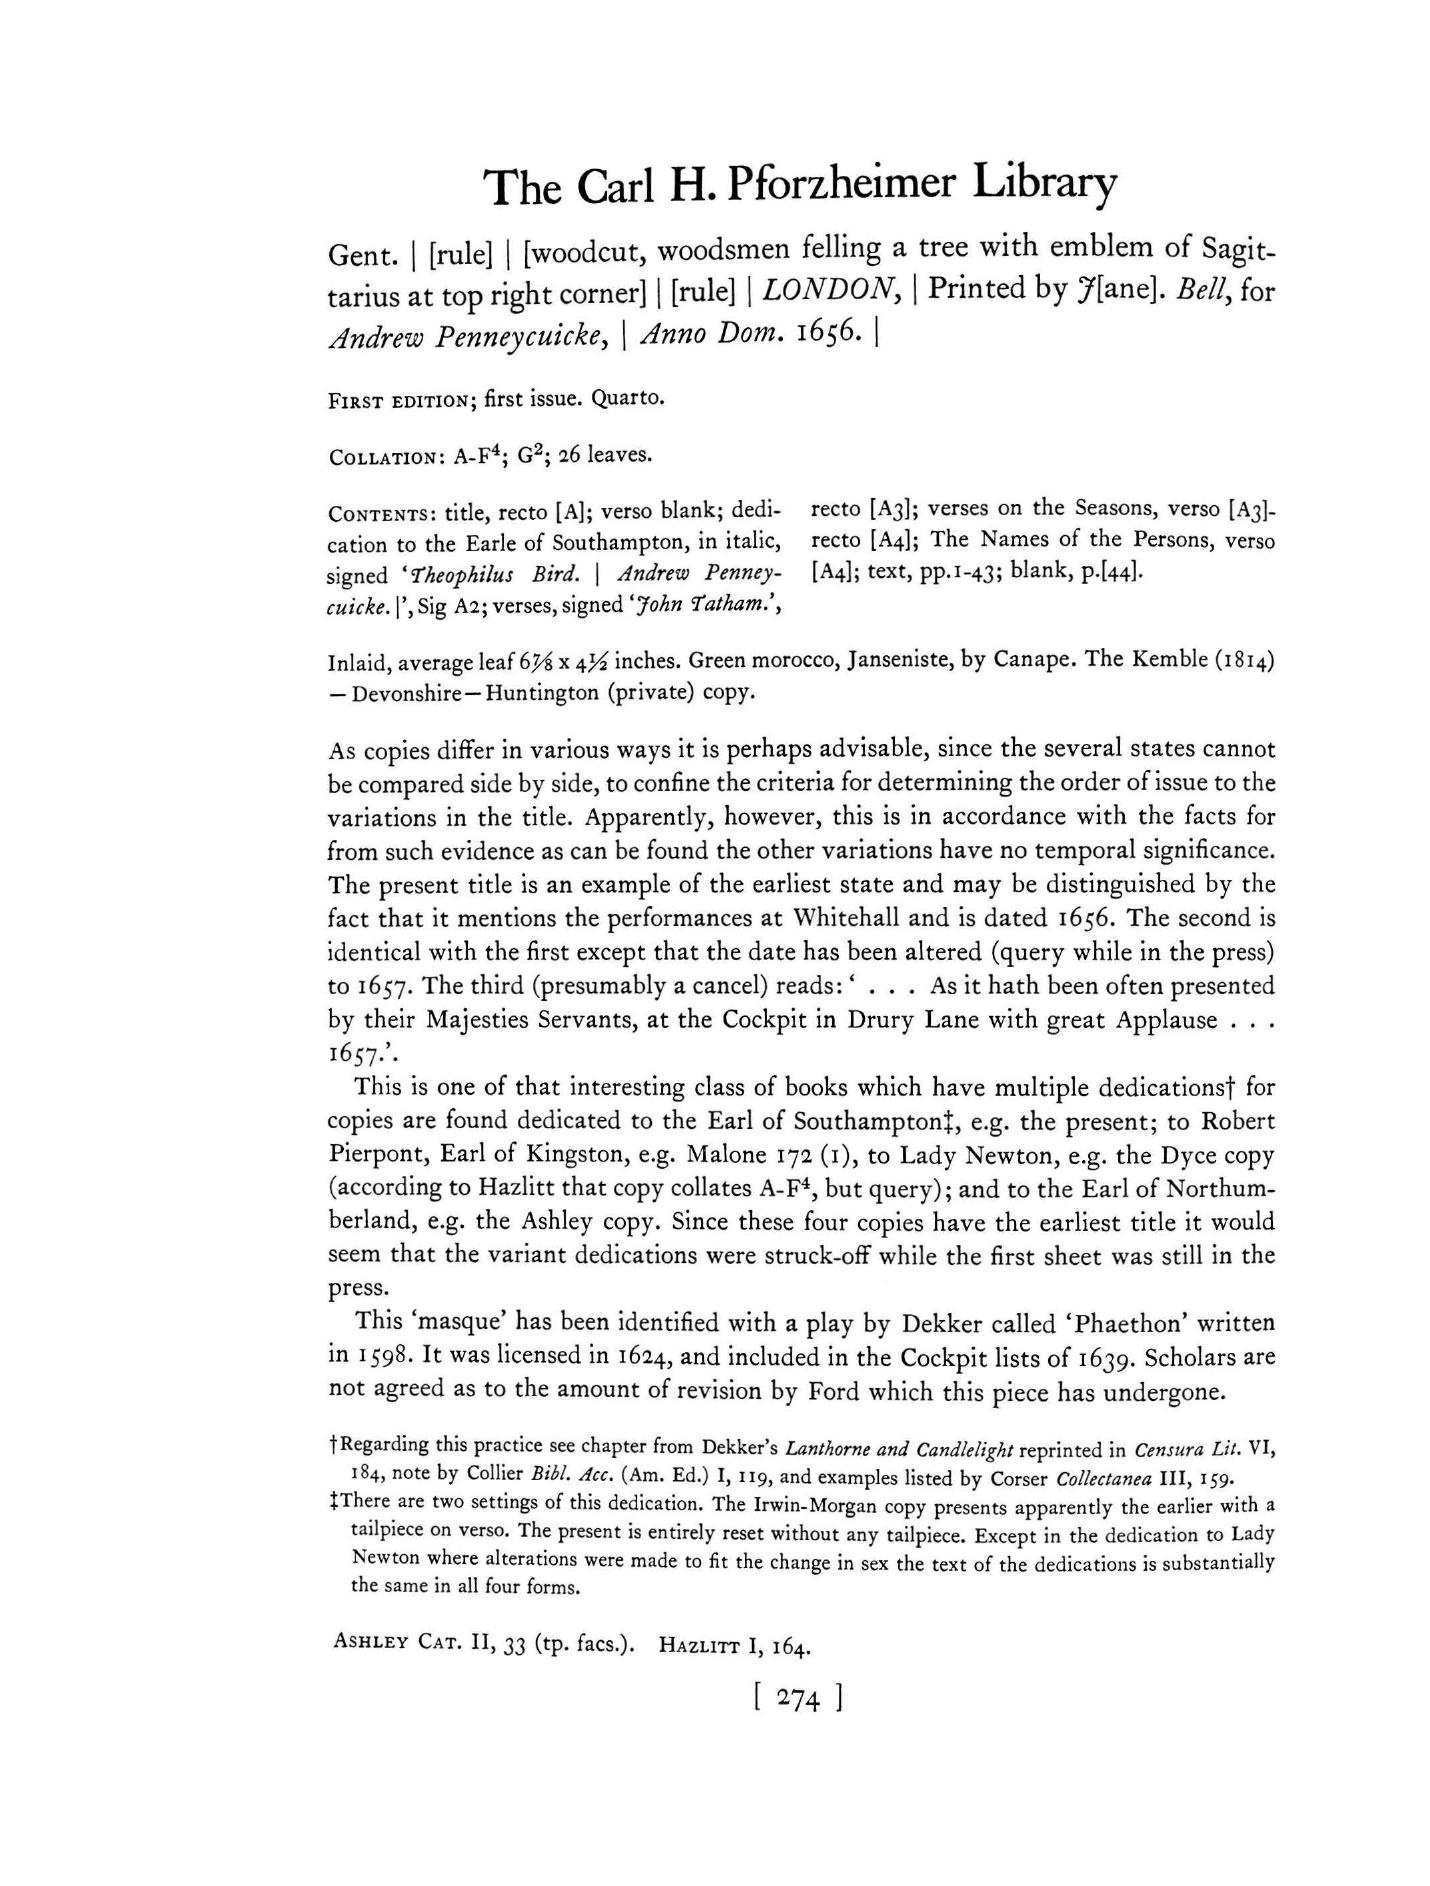 The Carl H. Pforzheimer Library
Gent. | [rule] | [woodcut, woodsmen felling a tree with emblem of Sagit-
tarius at top right corner] | [rule] | LONDON, | Printed by J[ane]. Bell, for
Andrew Penneycuicke, | Anno Dom. 1656. |
FIRST EDITION; first issue. Quarto.
COLLATION: A-F⁴; G²; 26 leaves.
CONTENTS: title, recto [A]; verso blank; dedi-
cation to the Earle of Southampton, in italic,
signed ‘Theophilus Bird. | Andrew Penney-
cuicke. |’, Sig A2; verses, signed ‘John Tatham.’,
recto [A3]; verses on the Seasons, verso [A3]-
recto [A4]; The Names of the Persons, verso
[A4]; text, pp.1-43; blank, p.[44].
Inlaid, average leaf 6⅞ x 4½ inches. Green morocco, Janseniste, by Canape. The Kemble (1814)
— Devonshire — Huntington (private) copy.
As copies differ in various ways it is perhaps advisable, since the several states cannot
be compared side by side, to confine the criteria for determining the order of issue to the
variations in the title. Apparently, however, this is in accordance with the facts for
from such evidence as can be found the other variations have no temporal significance.
The present title is an example of the earliest state and may be distinguished by the
fact that it mentions the performances at Whitehall and is dated 1656. The second is
identical with the first except that the date has been altered (query while in the press)
to 1657. The third (presumably a cancel) reads: ‘ . . . As it hath been often presented
by their Majesties Servants, at the Cockpit in Drury Lane with great Applause . . .
1657.’.
This is one of that interesting class of books which have multiple dedications† for
copies are found dedicated to the Earl of Southampton‡, e.g. the present; to Robert
Pierpont, Earl of Kingston, e.g. Malone 172 (1), to Lady Newton, e.g. the Dyce copy
(according to Hazlitt that copy collates A-F⁴, but query); and to the Earl of Northum-
berland, e.g. the Ashley copy. Since these four copies have the earliest title it would
seem that the variant dedications were struck-off while the first sheet was still in the
press.
This ‘masque’ has been identified with a play by Dekker called ‘Phaethon’ written
in 1598. It was licensed in 1624, and included in the Cockpit lists of 1639. Scholars are
not agreed as to the amount of revision by Ford which this piece has undergone.
†Regarding this practice see chapter from Dekker's Lanthorne and Candlelight reprinted in Censura Lit. VI,
184, note by Collier Bibl. Acc. (Am. Ed.) I, 119, and examples listed by Corser Collectanea III, 159.
‡There are two settings of this dedication. The Irwin-Morgan copy presents apparently the earlier with a
tailpiece on verso. The present is entirely reset without any tailpiece. Except in the dedication to Lady
Newton where alterations were made to fit the change in sex the text of the dedications is substantially
the same in all four forms.
ASHLEY CAT. II, 33 (tp. facs.). HAZLITT I, 164.
[ 274 ]